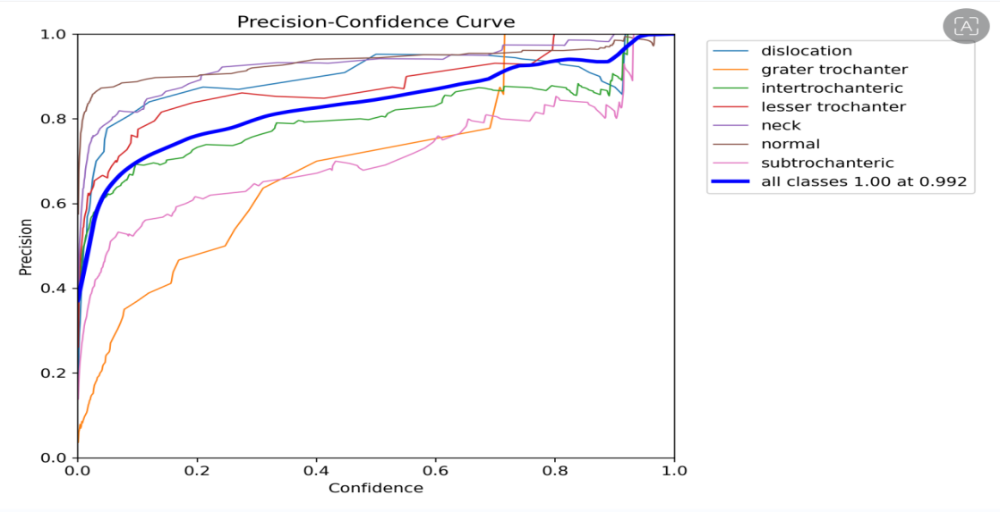 Precision-Confidence Curve
A
1.0
0.8
0.6
0.4
0.2
0.0
Precision
0.0 0.2 0.4 0.6 0.8 1.0
Confidence
dislocation
grater trochanter
intertrochanteric
lesser trochanter
neck
normal
subtrochanteric
all classes 1.00 at 0.992